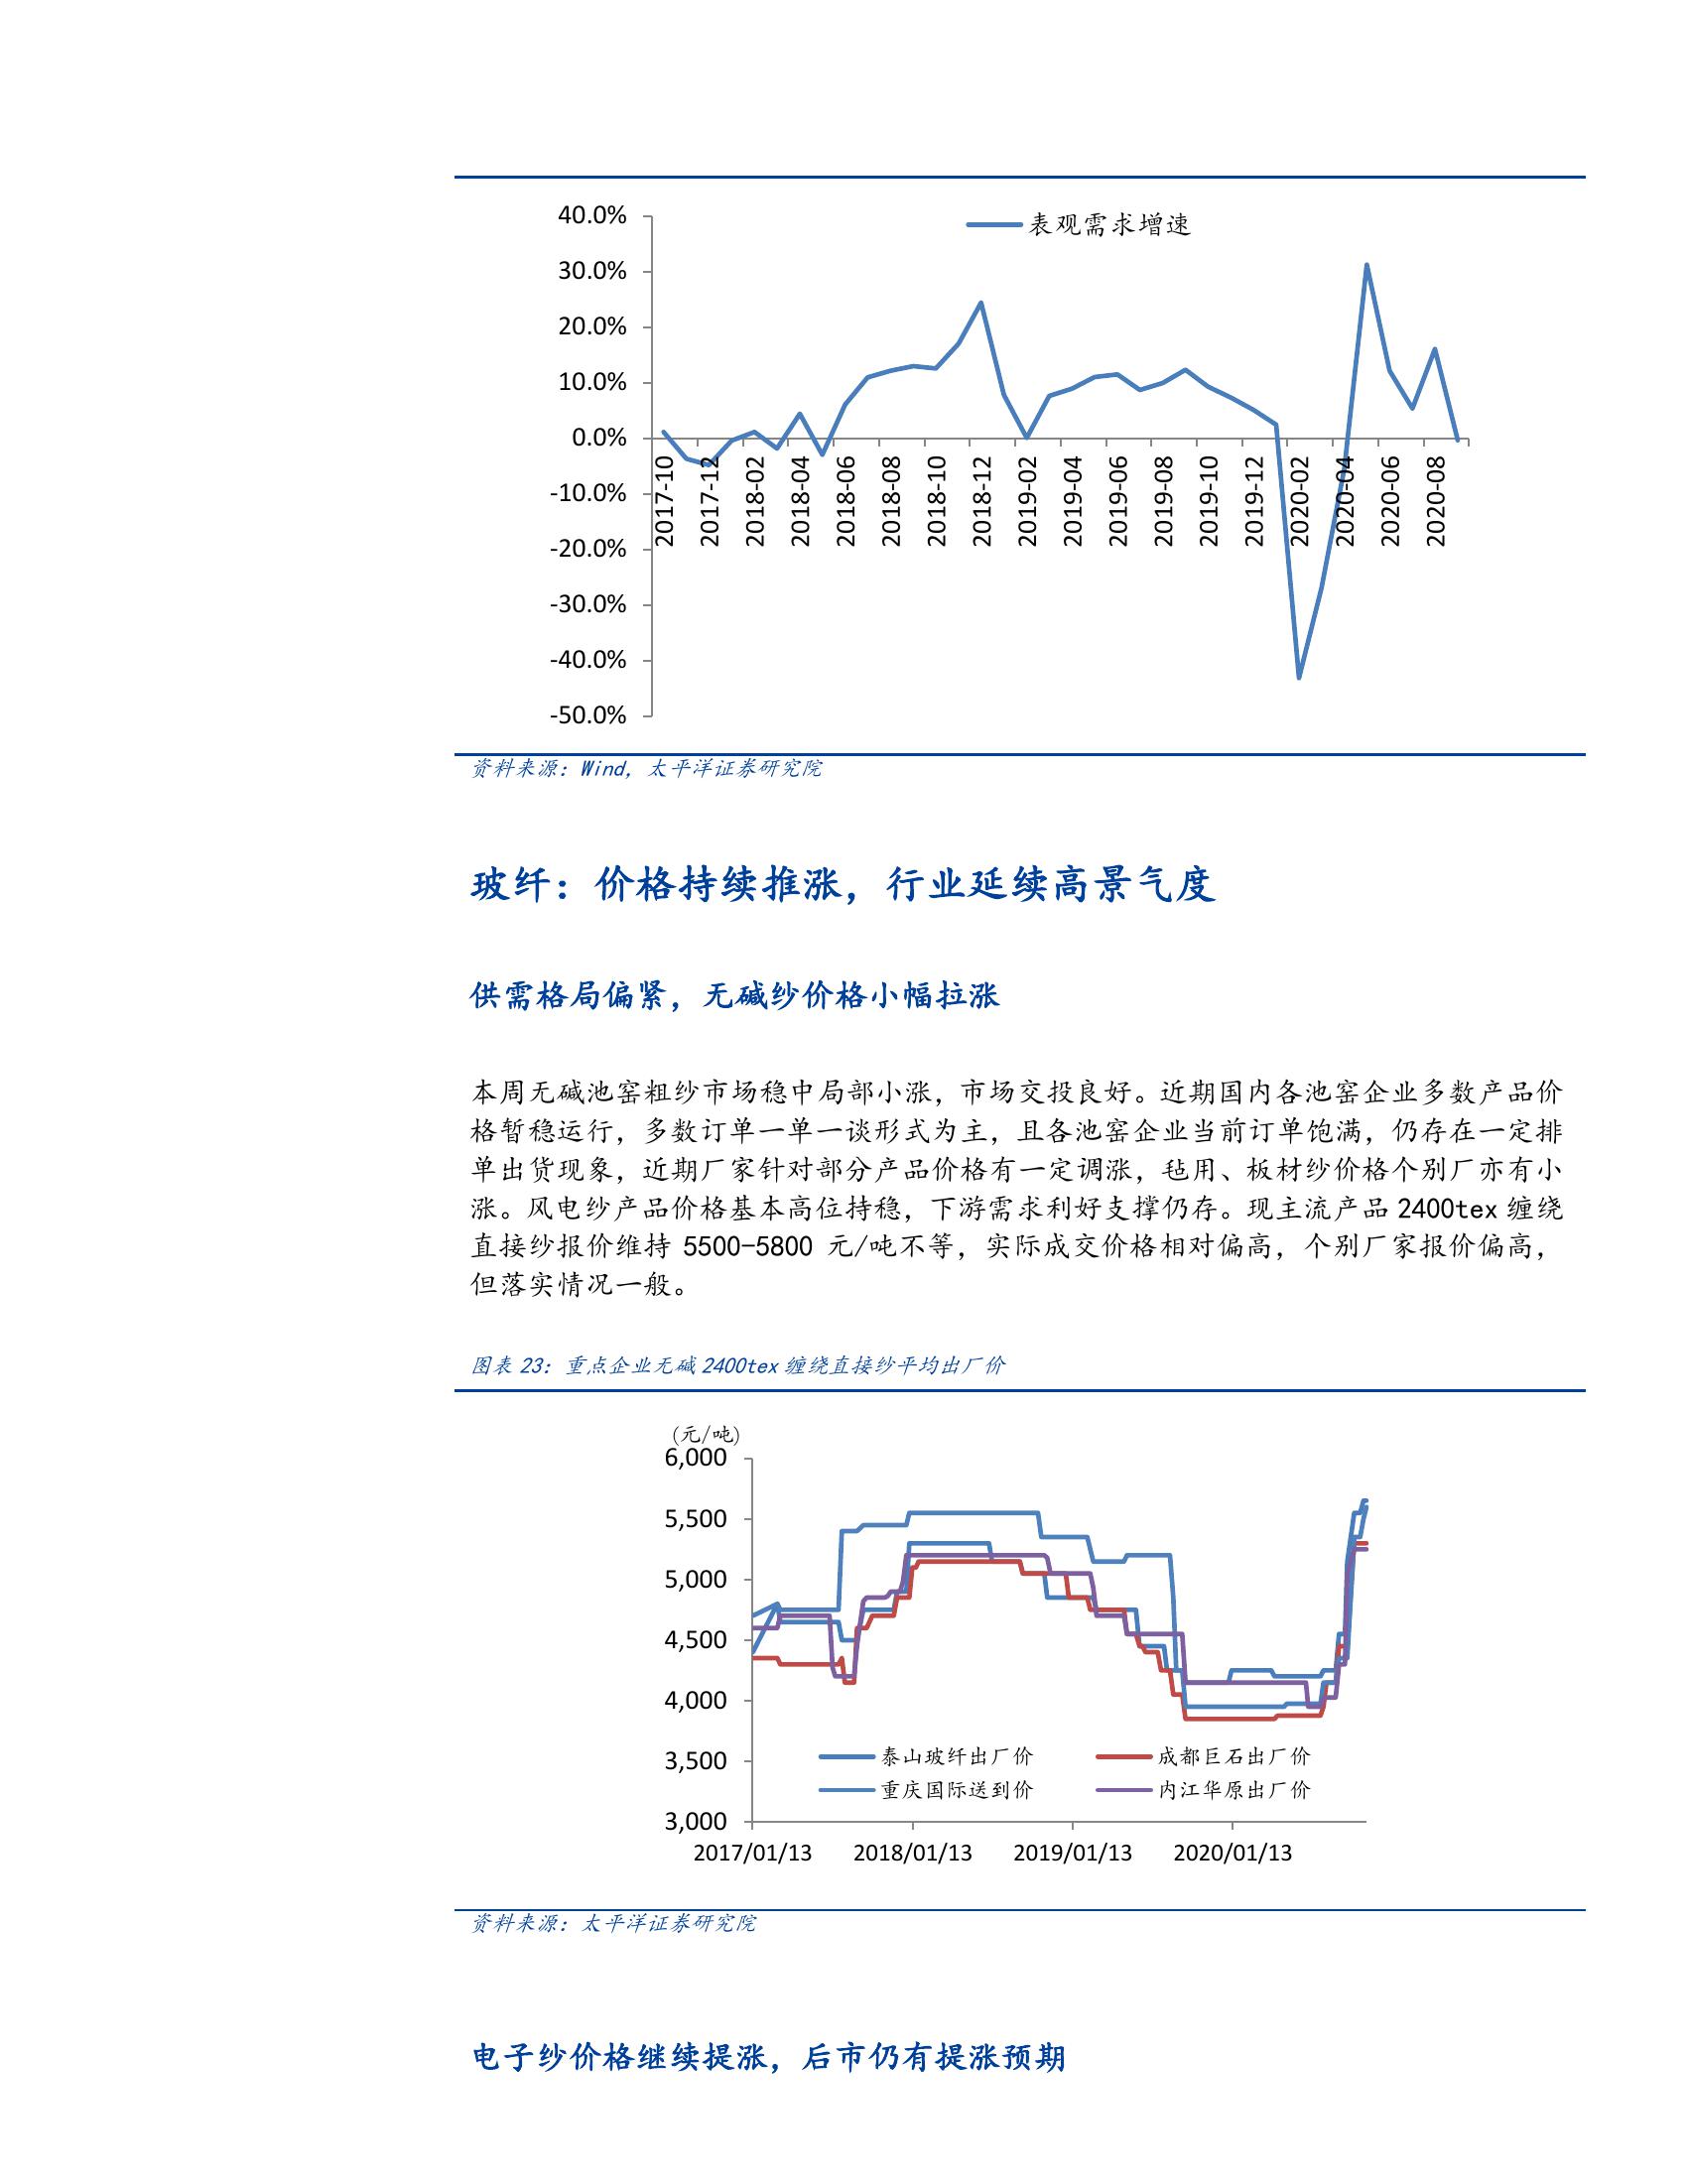 表观需求增速
40.0%
30.0%
20.0%
10.0%
0.0%
-10.0%
-20.0%
-30.0%
-40.0%
-50.0%
2017-10
2017-12
2018-02
2018-04
2018-06
2018-08
2018-10
2018-12
2019-02
2019-04
2019-06
2019-08
2019-10
2019-12
2020-02
2020-04
2020-06
2020-08
资料来源：Wind，太平洋证券研究院
玻纤：价格持续推涨，行业延续高景气度
供需格局偏紧，无碱纱价格小幅拉涨
本周无碱池窑粗纱市场稳中局部小涨，市场交投良好。近期国内各池窑企业多数产品价
格暂稳运行，多数订单一单一谈形式为主，且各池窑企业当前订单饱满，仍存在一定排
单出货现象，近期厂家针对部分产品价格有一定调涨，毡用、板材纱价格个别厂亦有小
涨。风电纱产品价格基本高位持稳，下游需求利好支撑仍存。现主流产品 2400tex 缠绕
直接纱报价维持 5500-5800 元/吨不等，实际成交价格相对偏高，个别厂家报价偏高，
但落实情况一般。
图表 23：重点企业无碱 2400tex 缠绕直接纱平均出厂价
(元/吨)
6,000
5,500
5,000
4,500
4,000
3,500
3,000
泰山玻纤出厂价
成都巨石出厂价
重庆国际送到价
内江华原出厂价
2017/01/13
2018/01/13
2019/01/13
2020/01/13
资料来源：太平洋证券研究院
电子纱价格继续提涨，后市仍有提涨预期